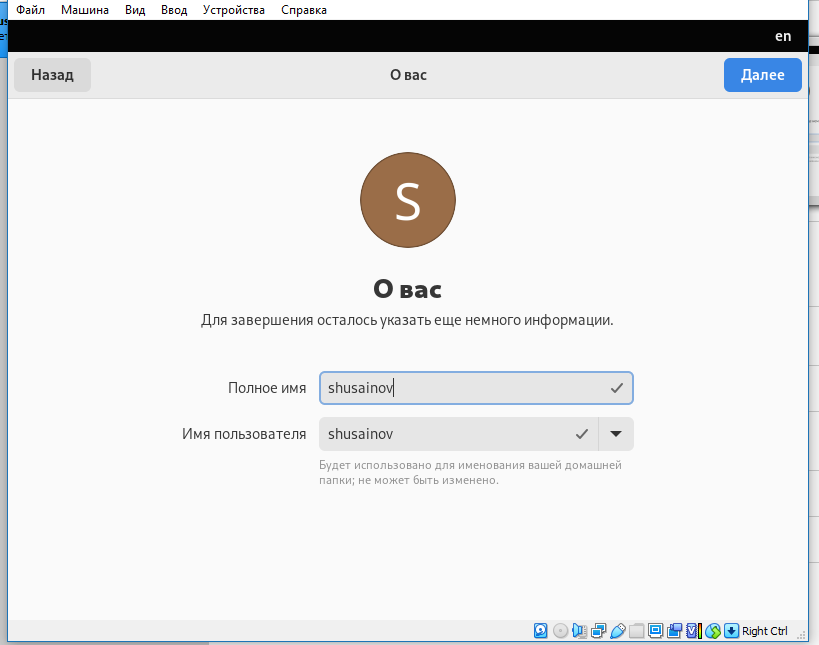 Файл Машина Вид Ввод Устройства Справка
en
Назад О вас Далее
S
О вас
Для завершения осталось указать еще немного информации.
Полное имя shusainov
Имя пользователя shusainov
Будет использовано для именования вашей домашней
папки; не может быть изменено.
Right Ctrl